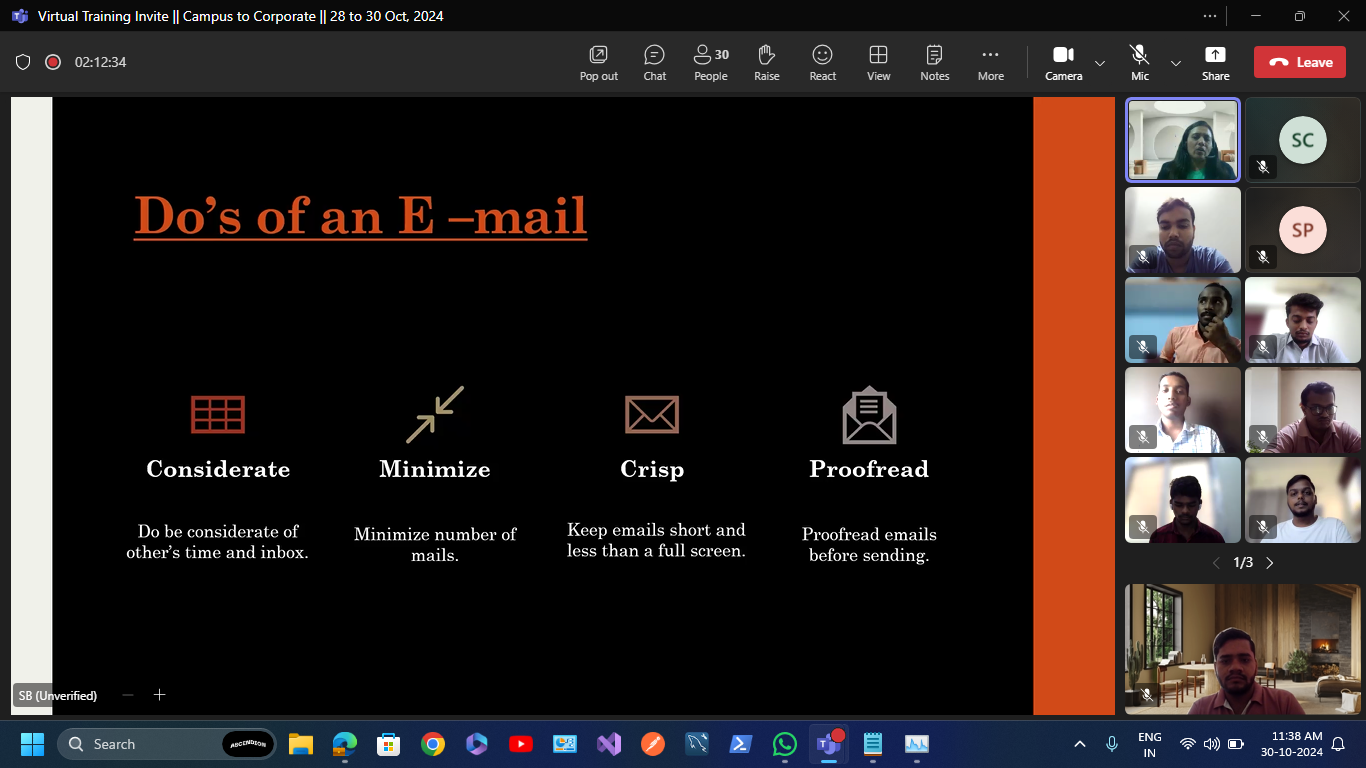 Virtual Training Invite || Campus to Corporate || 28 to 30 Oct, 2024
02:12:34
Pop out
Chat
30
People
Raise
React
View
Notes
More
Camera
Mic
Share
Leave
Do’s of an E –mail
Considerate
Do be considerate of
other’s time and inbox.
Minimize
Minimize number of
mails.
Crisp
Keep emails short and
less than a full screen.
Proofread
Proofread emails
before sending.
SC
SP
1/3
SB (Unverified)
Search
ASCENDION
ENG
IN
11:38 AM
30-10-2024